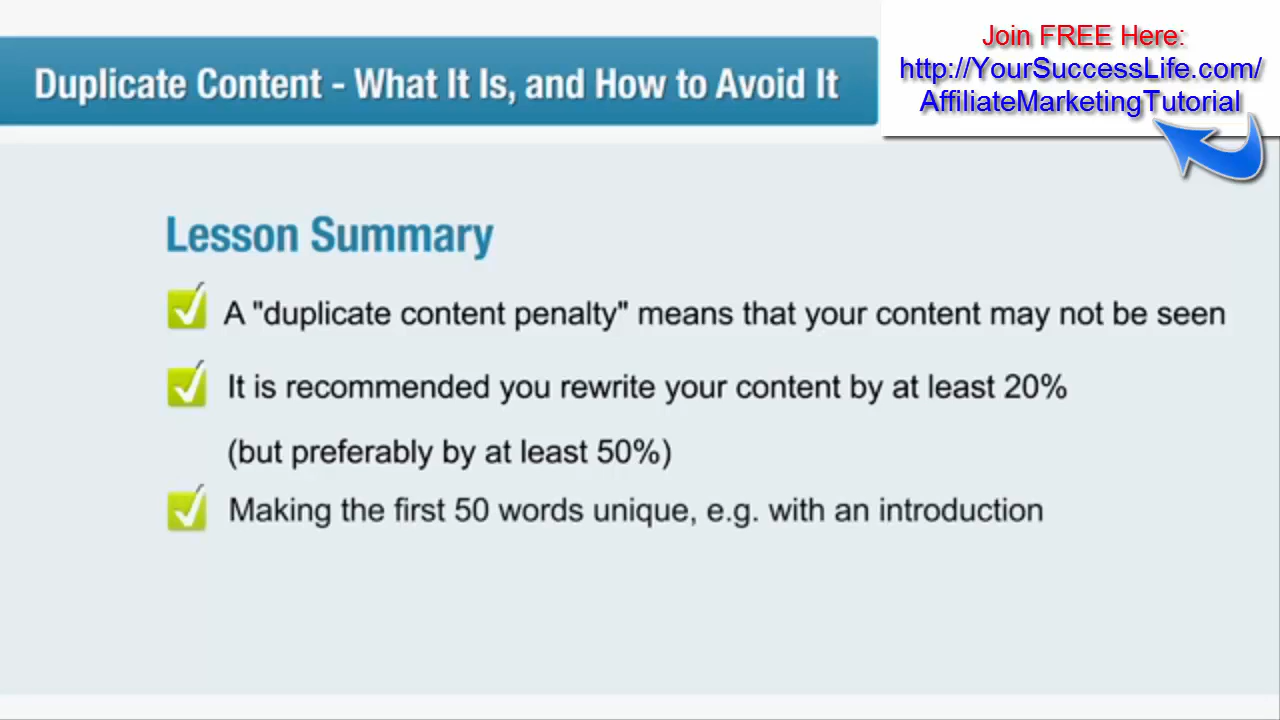 Duplicate Content - What It Is, and How to Avoid It
Join FREE Here:
http://YourSuccessLife.com/
AffiliateMarketingTutorial
Lesson Summary
A "duplicate content penalty" means that your content may not be seen
It is recommended you rewrite your content by at least 20%
(but preferably by at least 50%)
Making the first 50 words unique, e.g. with an introduction